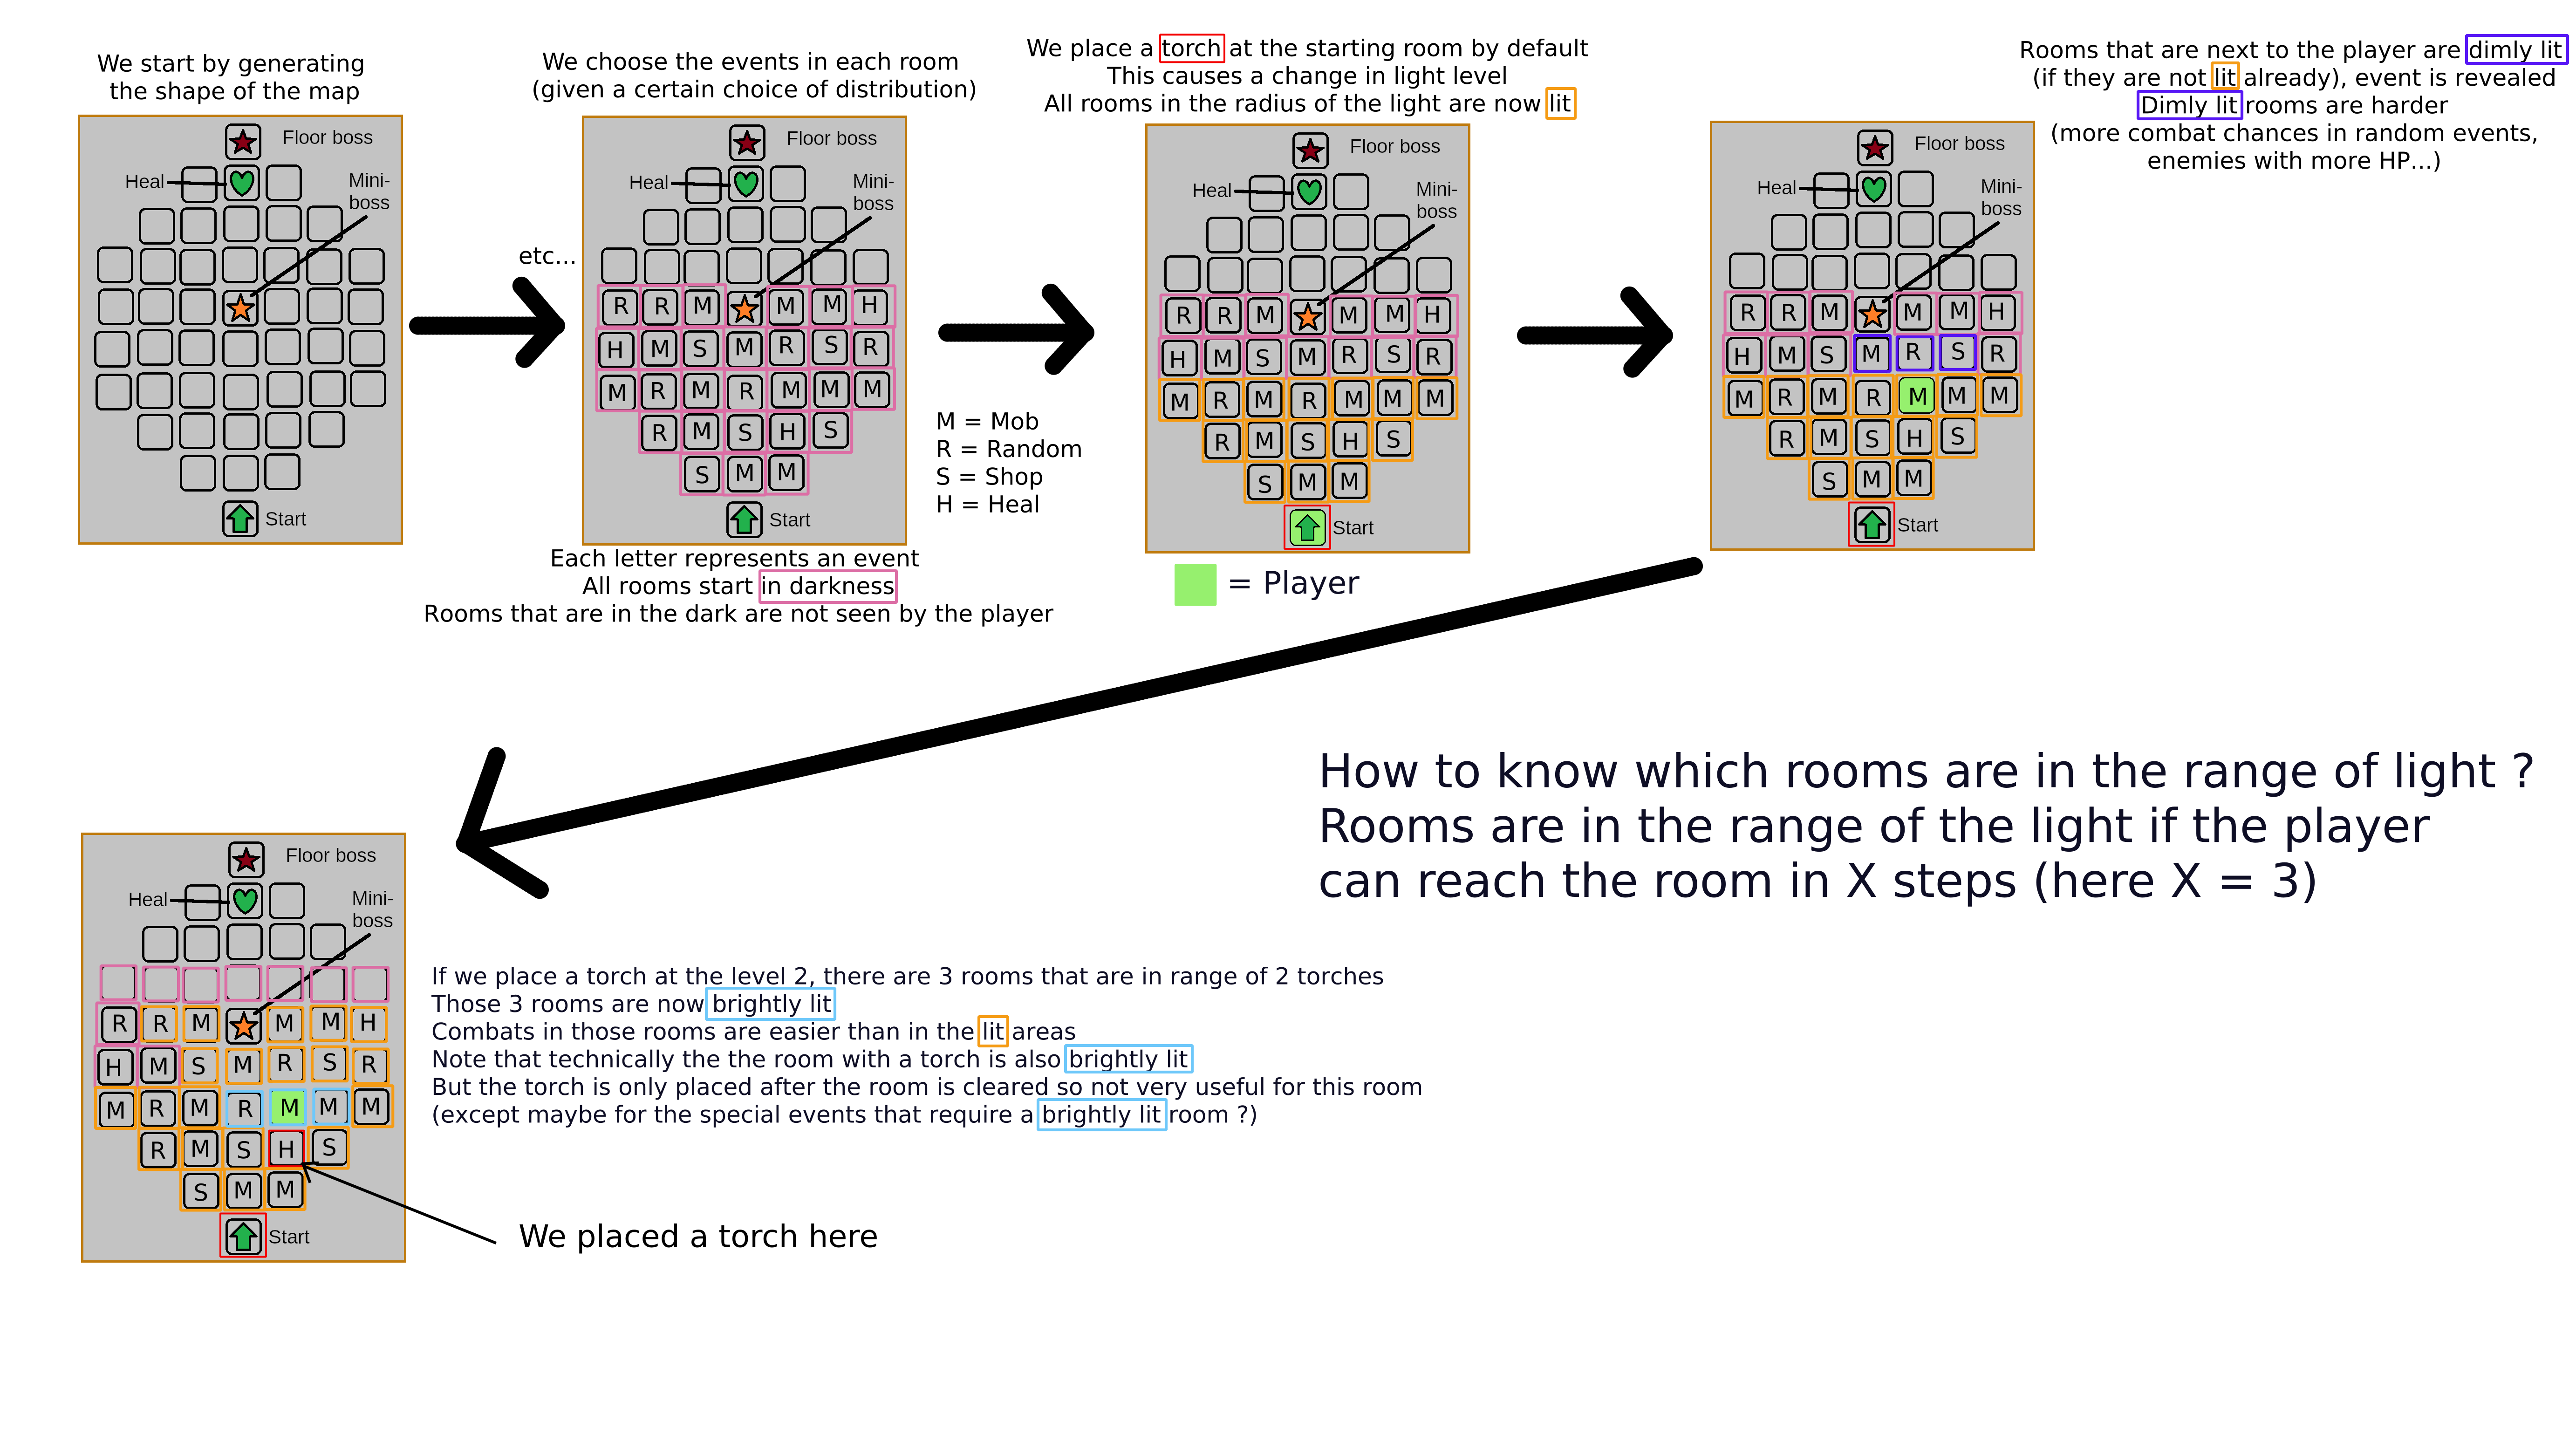 We start by generating
the shape of the map
Floor boss
Heal
Mini-
boss
Start
etc...
We choose the events in each room
(given a certain choice of distribution)
Floor boss
Heal
Mini-
boss
R R M M M H
H M S M R S R
M R M R M M M
R M S H S
S M M
Start
Each letter represents an event
All rooms start in darkness
Rooms that are in the dark are not seen by the player
M = Mob
R = Random
S = Shop
H = Heal
We place a torch at the starting room by default
This causes a change in light level
All rooms in the radius of the light are now lit
Floor boss
Heal
Mini-
boss
R R M M M H
H M S M R S R
M R M R M M M
R M S H S
S M M
Start
= Player
Rooms that are next to the player are dimly lit
(if they are not lit already), event is revealed
Dimly lit rooms are harder
(more combat chances in random events,
enemies with more HP...)
Floor boss
Heal
Mini-
boss
R R M M M H
H M S M R S R
M R M R M M M
R M S H S
S M M
Start
How to know which rooms are in the range of light ?
Rooms are in the range of the light if the player
can reach the room in X steps (here X = 3)
Floor boss
Heal
Mini-
boss
R R M M M H
H M S M R S R
M R M R M M M
R M S H S
S M M
Start
If we place a torch at the level 2, there are 3 rooms that are in range of 2 torches
Those 3 rooms are now brightly lit
Combats in those rooms are easier than in the lit areas
Note that technically the the room with a torch is also brightly lit
But the torch is only placed after the room is cleared so not very useful for this room
(except maybe for the special events that require a brightly lit room ?)
We placed a torch here